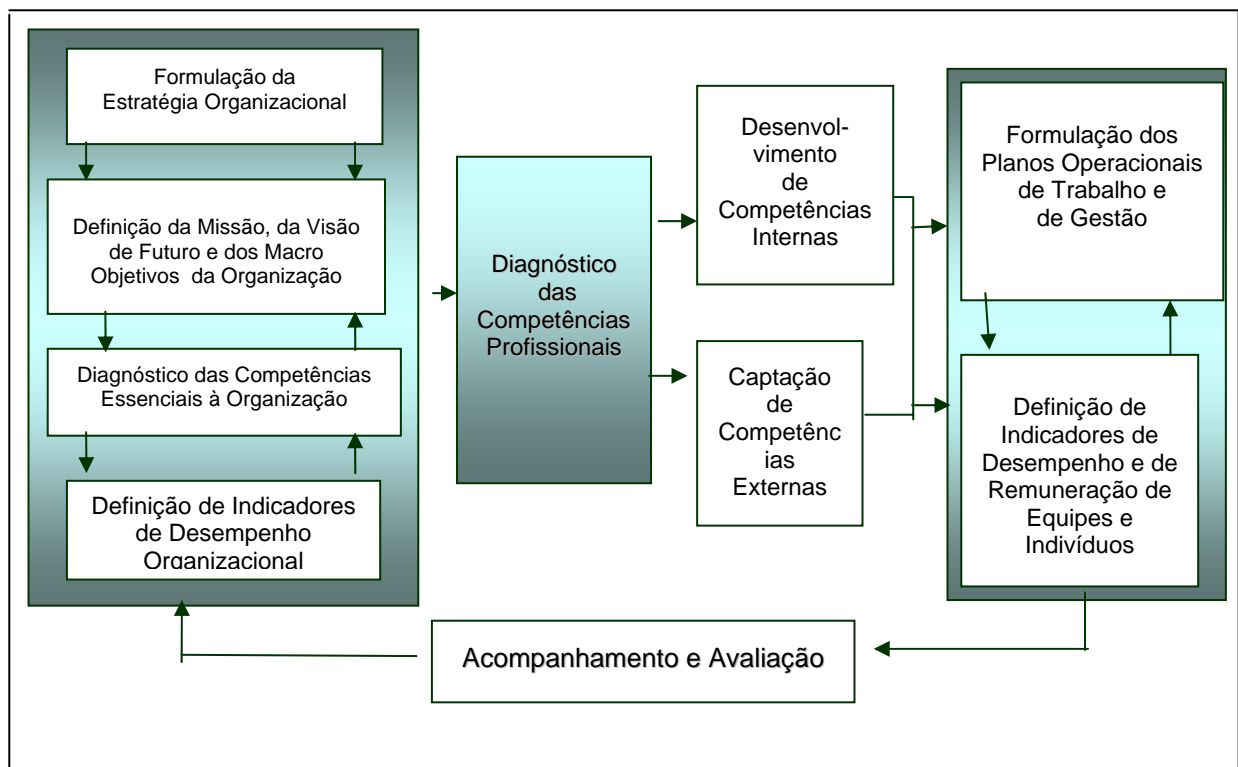 Formulação da
Estratégia Organizacional
Definição da Missão, da Visão
de Futuro e dos Macro
Objetivos da Organização
Diagnóstico das Competências
Essenciais à Organização
Definição de Indicadores
de Desempenho
Organizacional
Diagnóstico
das
Competências
Profissionais
Desenvol-
vimento
de
Competências
Internas
Captação
de
Competênc
ias
Externas
Formulação dos
Planos Operacionais
de Trabalho e
de Gestão
Definição de
Indicadores de
Desempenho e de
Remuneração de
Equipes e
Indivíduos
Acompanhamento e Avaliação